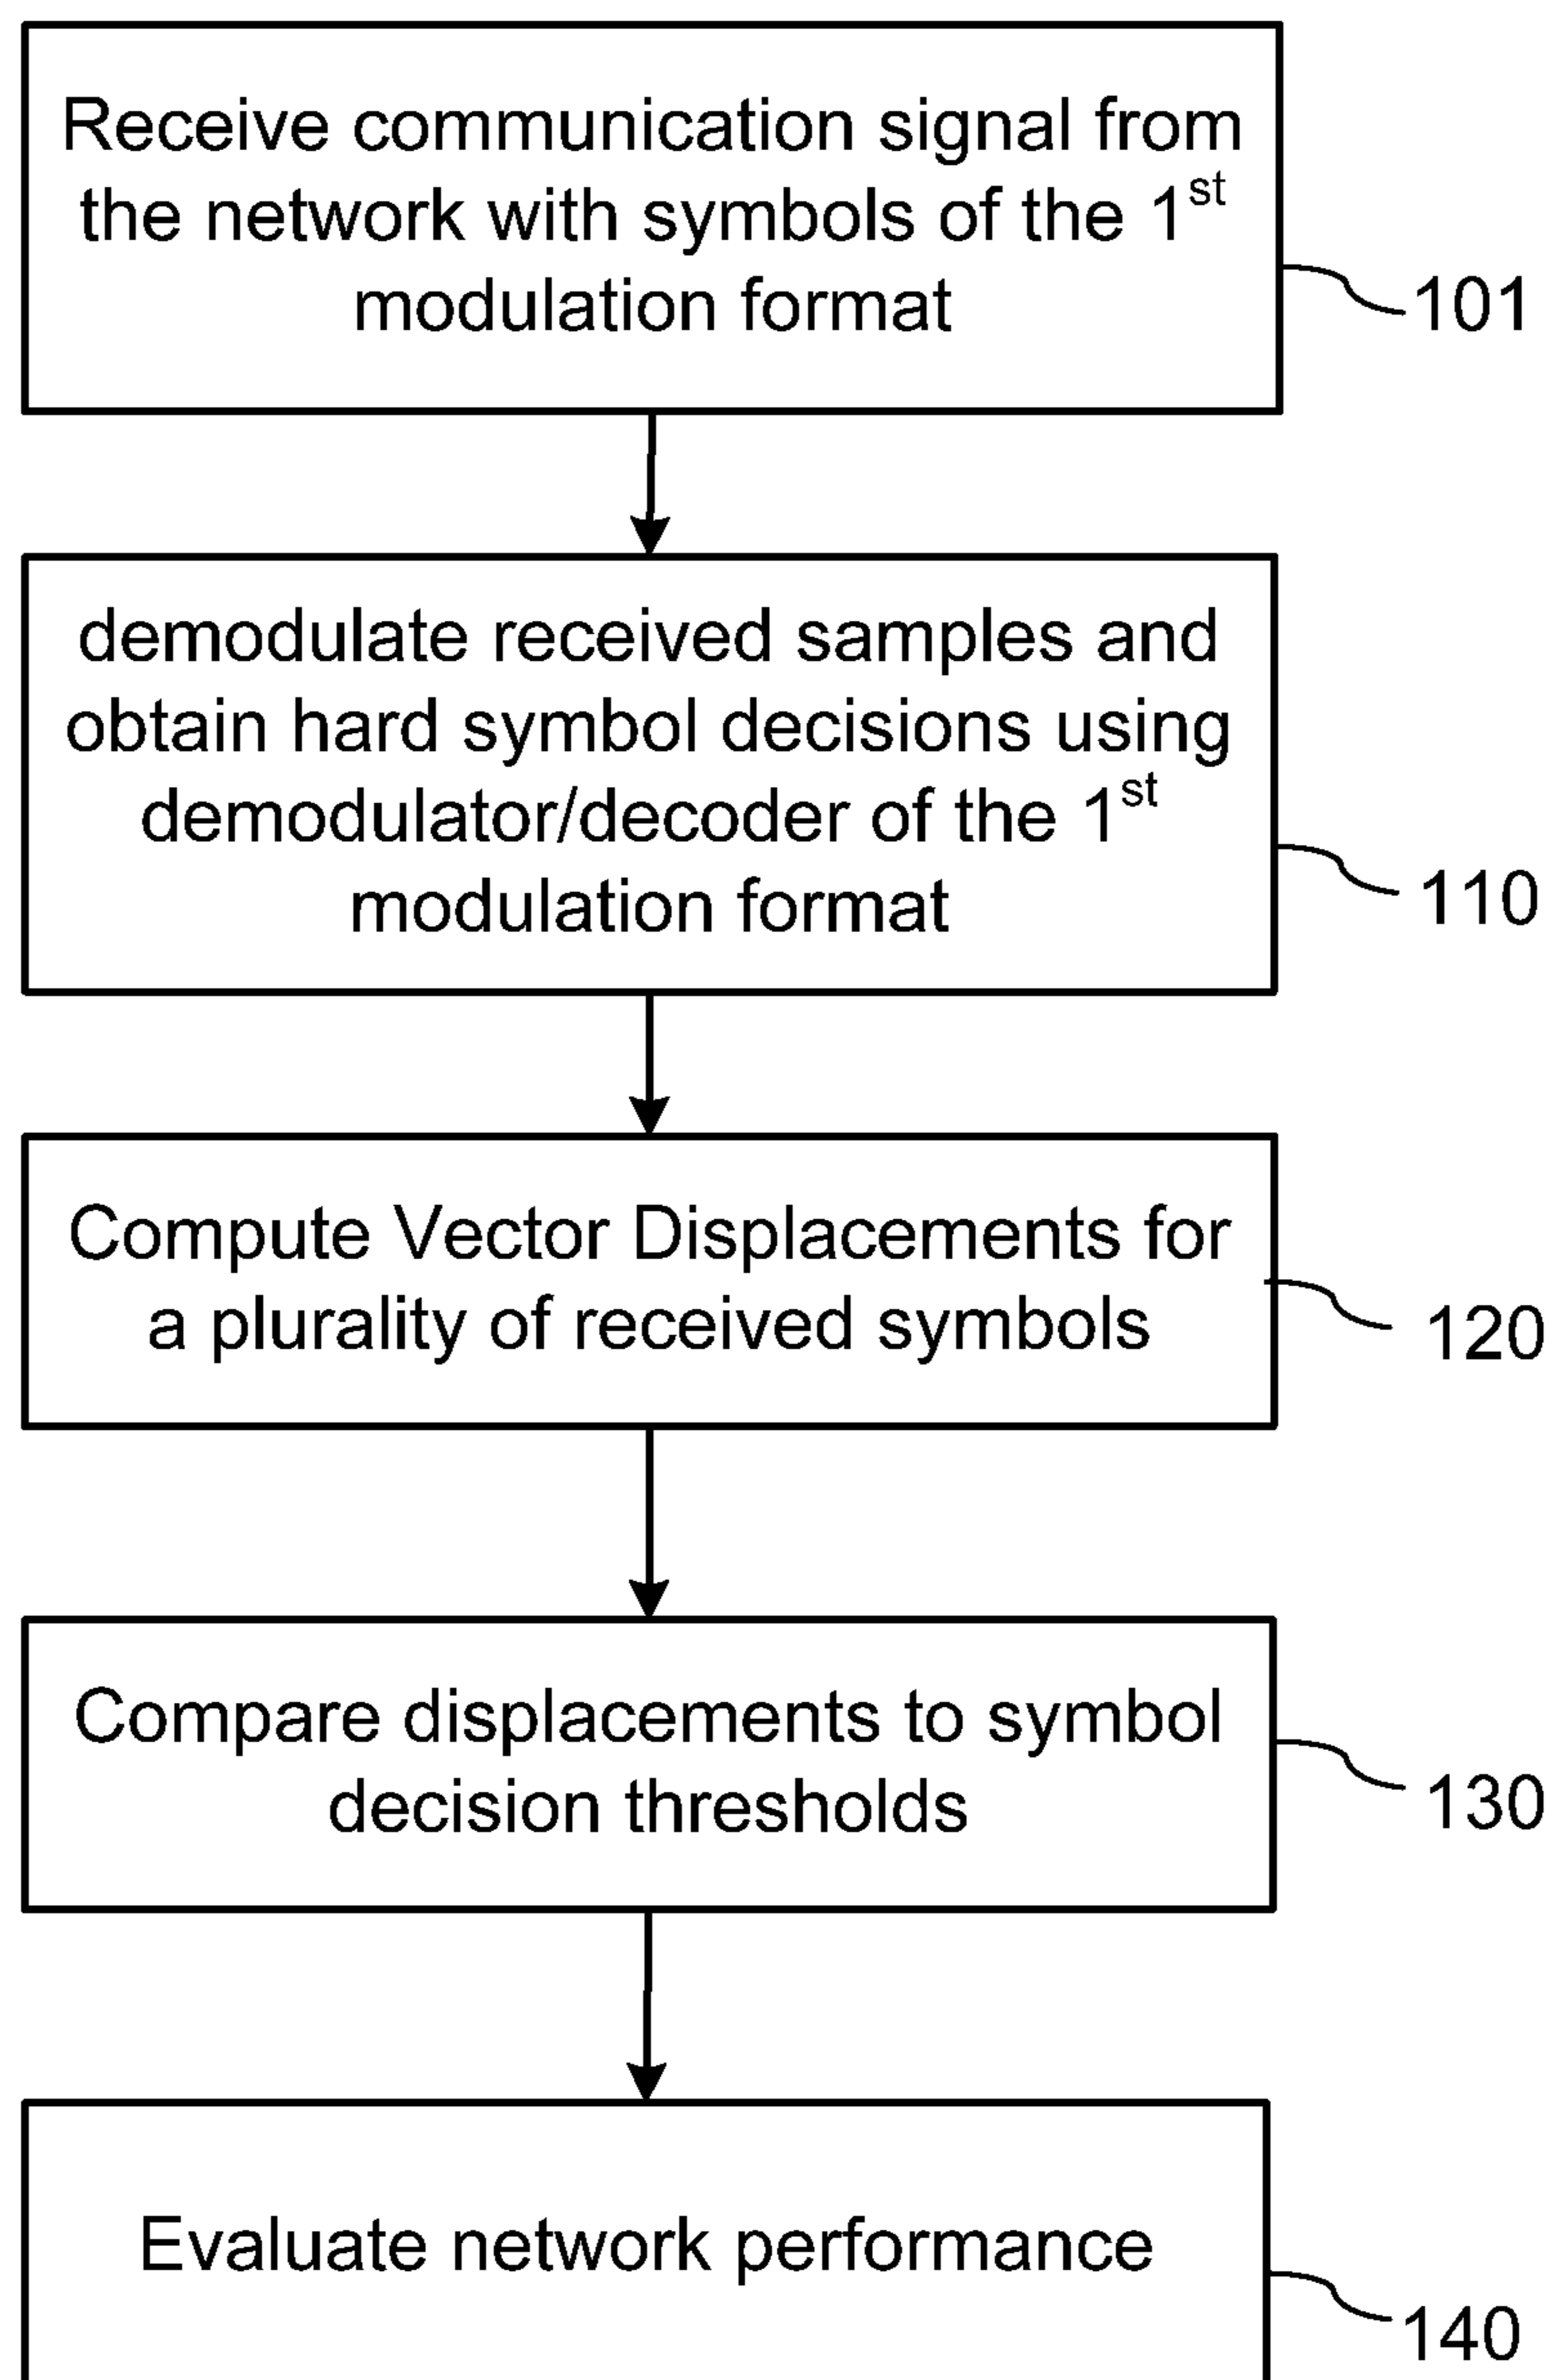 Receive communication signal from
the network with symbols of the 1st
modulation format
101
demodulate received samples and
obtain hard symbol decisions using
demodulator/decoder of the 1st
modulation format
110
Compute Vector Displacements for
a plurality of received symbols
120
Compare displacements to symbol
decision thresholds
130
Evaluate network performance
140